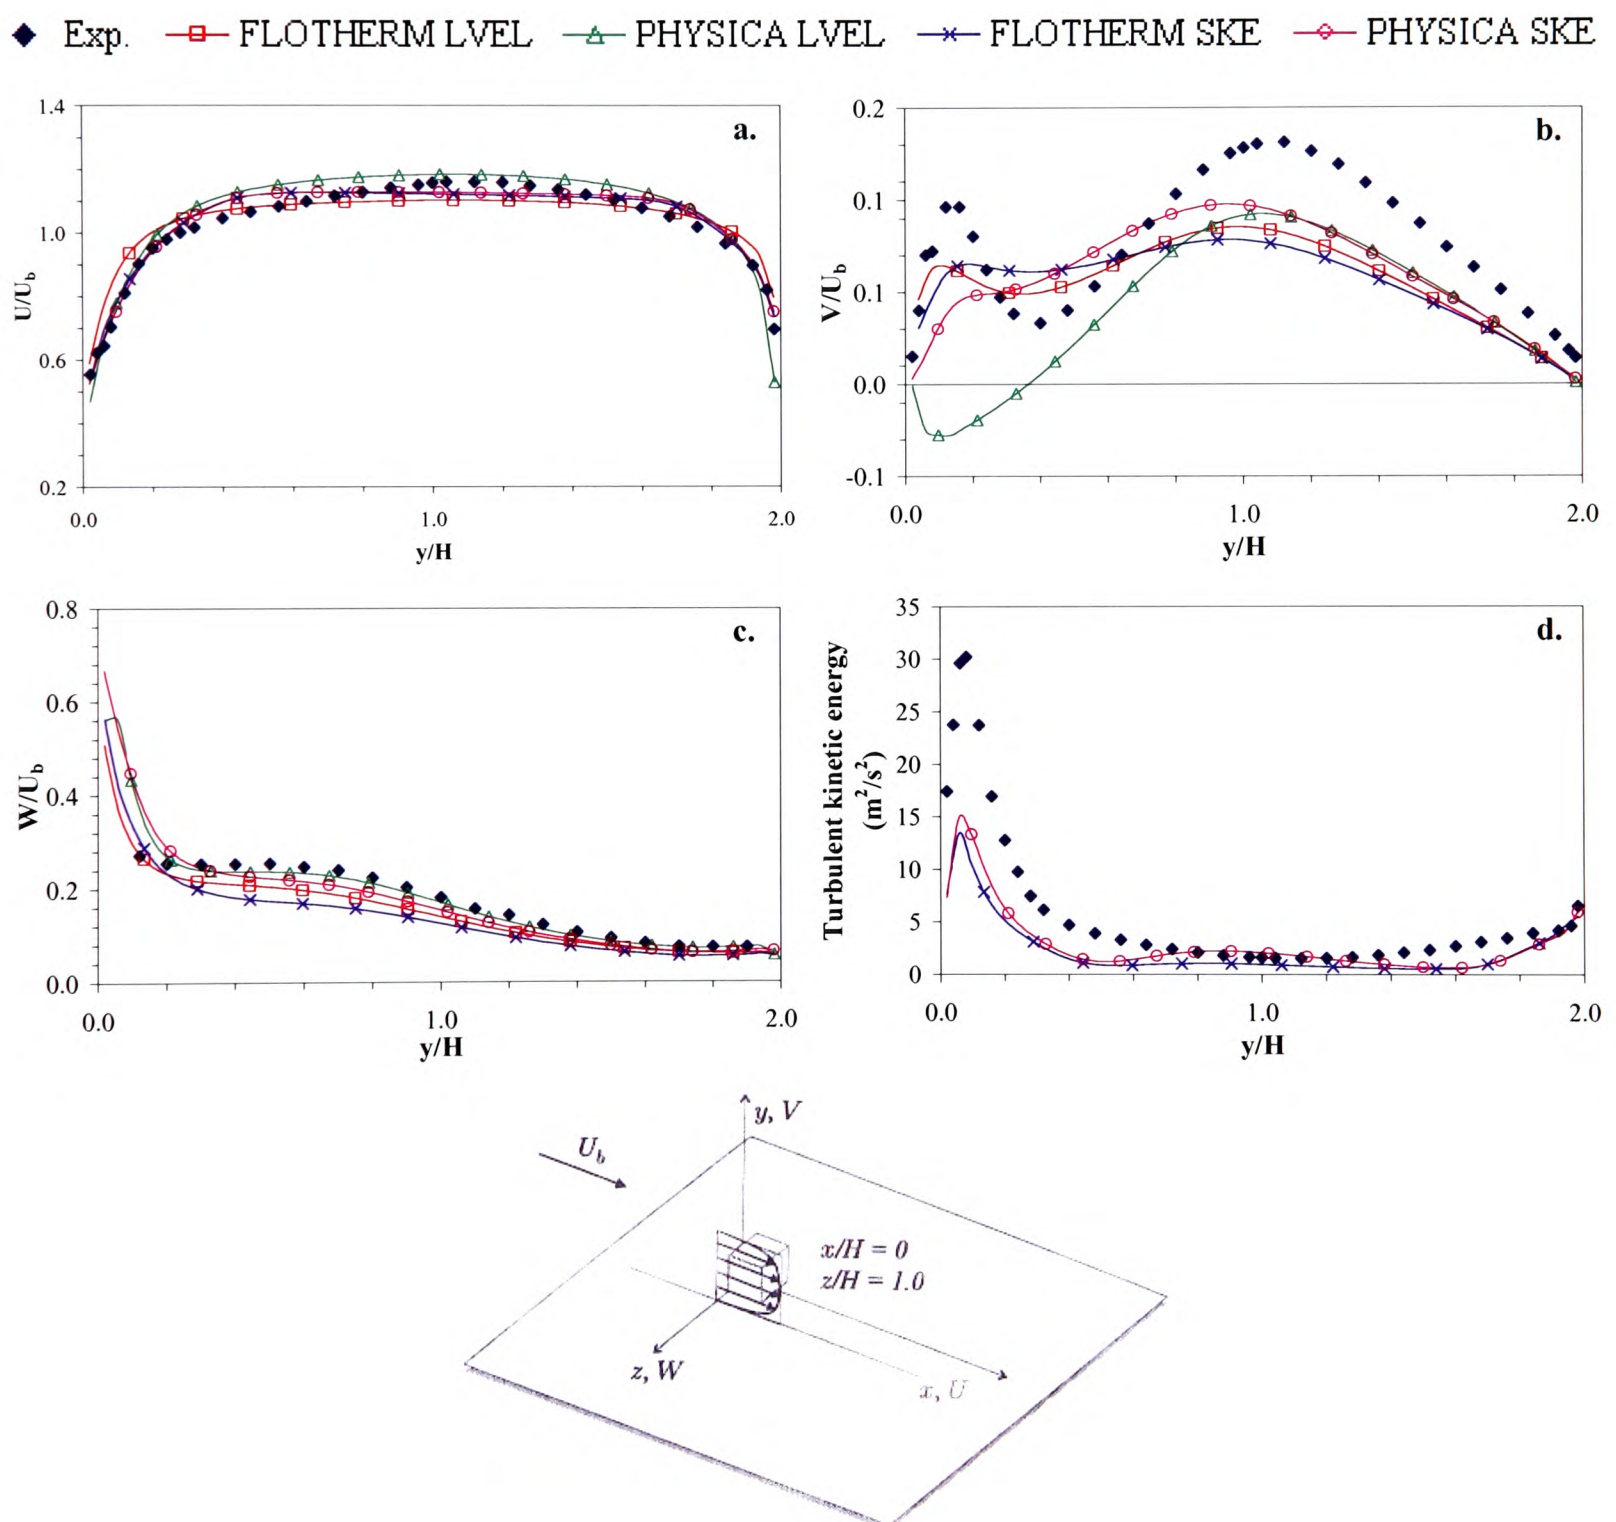 Exp. FLOTHERM LVEL PHYSICA LVEL FLOTHERM SKE PHYSICA SKE
a.
1.4
1.0
0.6
0.2
U/Ub
0.0 1.0 2.0
y/H
b.
0.2
0.1
0.1
0.0
-0.1
V/Ub
0.0 1.0 2.0
y/H
c.
0.8
0.6
0.4
0.2
0.0
W/Ub
0.0 1.0 2.0
y/H
d.
35
30
25
20
15
10
5
0
Turbulent kinetic energy
(m²/s²)
0.0 1.0 2.0
y/H
y, V
Ub
x/H = 0
z/H = 1.0
z, W
x, U